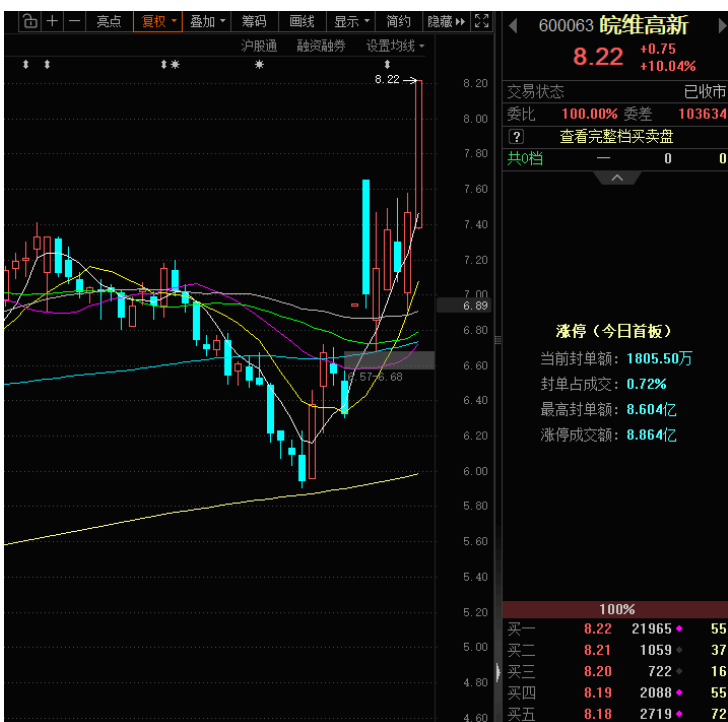 亮点 复权 叠加 筹码 画线 显示 简约 隐藏
沪股通 融资融券 设置均线
600063 皖维高新
8.22 +0.75
+10.04%
交易状态 已收市
委比 100.00% 委差 103634
? 查看完整档买卖盘
共0档 — 0 0
8.22
8.20
8.00
7.80
7.60
7.40
7.20
7.00
6.89
6.80
6.60
6.57-6.68
6.40
6.20
6.00
5.80
5.60
5.40
5.20
5.00
4.80
4.60
涨停（今日首板）
当前封单额: 1805.50万
封单占成交: 0.72%
最高封单额: 8.604亿
涨停成交额: 8.864亿
100%
买一 8.22 21965 55
买二 8.21 1059 37
买三 8.20 722 16
买四 8.19 2088 55
买五 8.18 2719 72